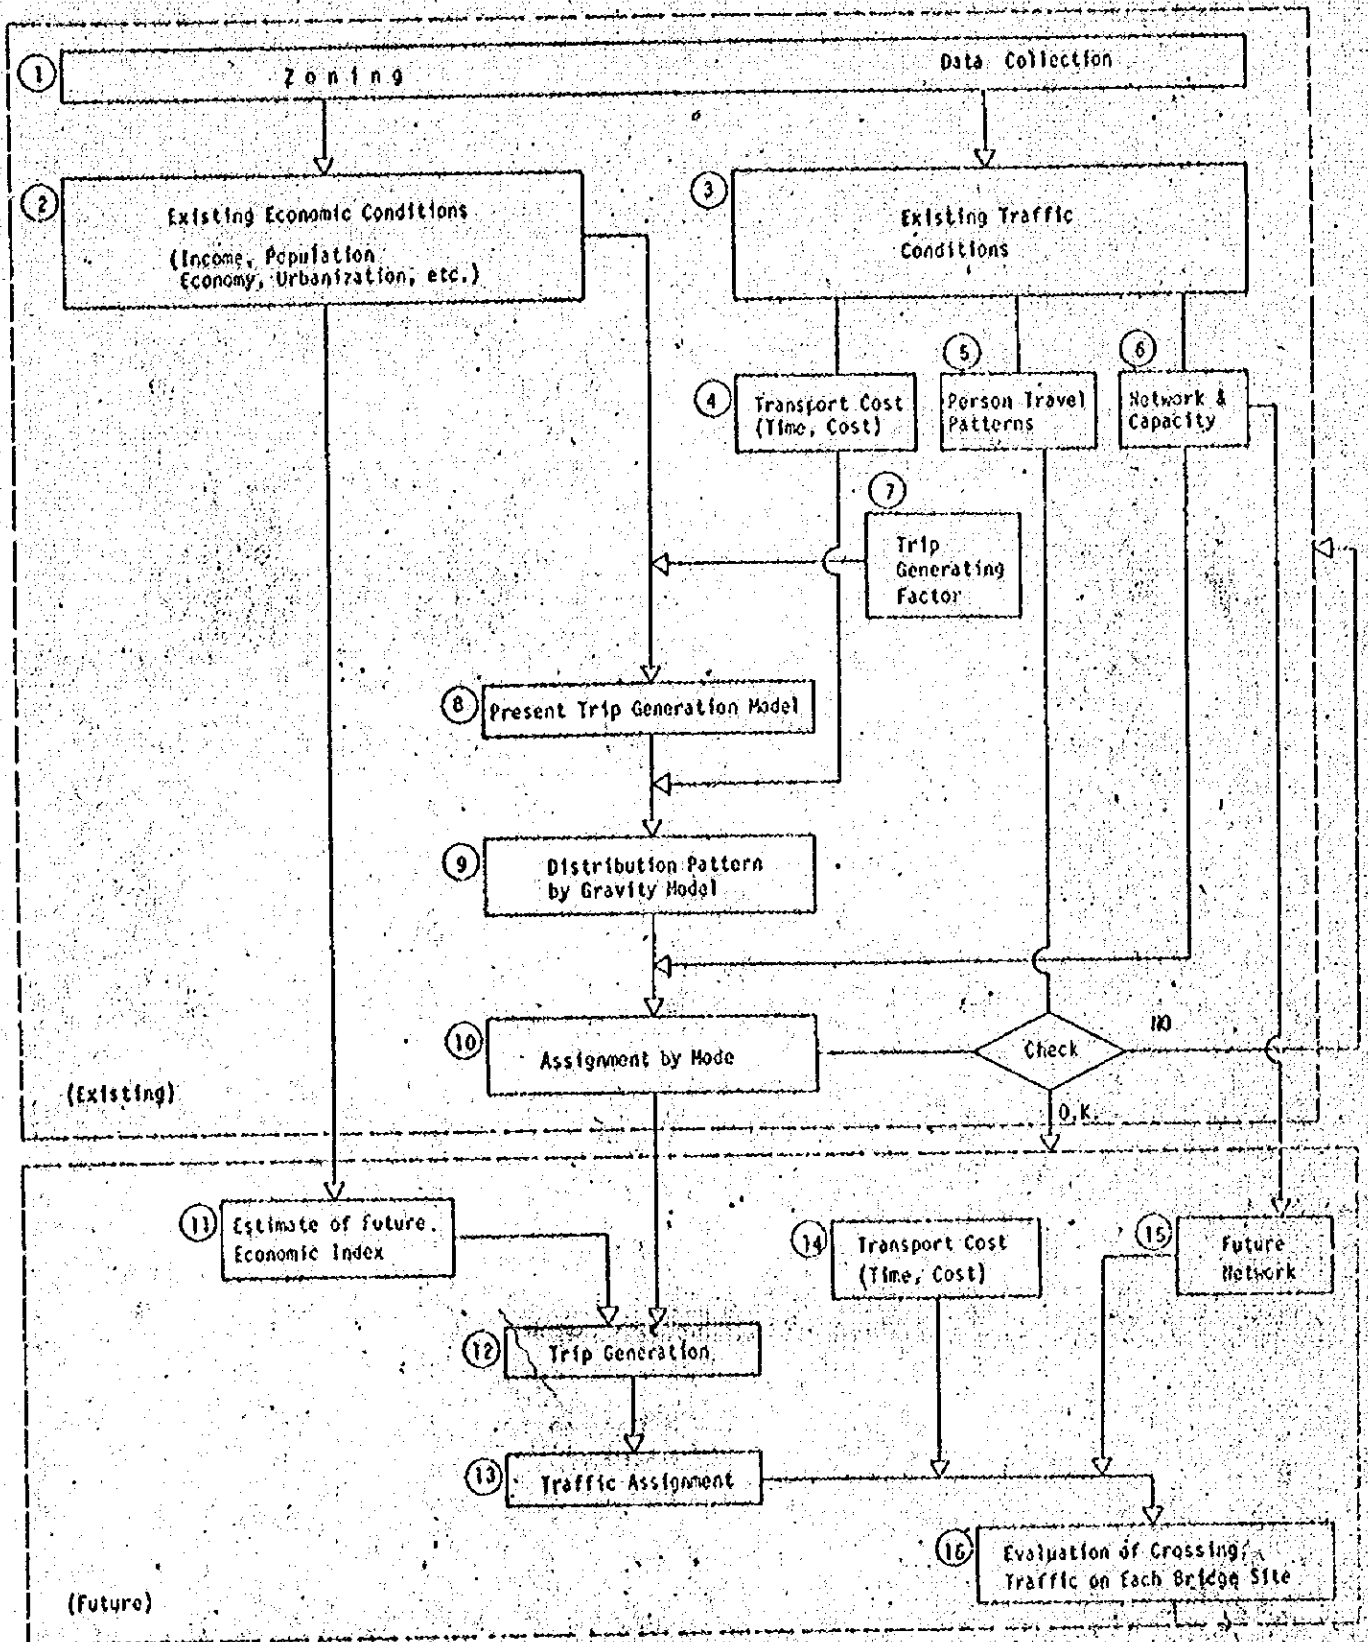 1
Zoning
Data Collection
2
Existing Economic Conditions
(Income, Population
Economy, Urbanization, etc.)
3
Existing Traffic
Conditions
4
Transport Cost
(Time, Cost)
5
Person Travel
Patterns
6
Network &
Capacity
7
Trip
Generating
Factor
8
Present Trip Generation Model
9
Distribution Pattern
by Gravity Model
10
Assignment by Mode
Check
NO
O.K.
(Existing)
11
Estimate of future
Economic Index
12
Trip Generation
13
Traffic Assignment
14
Transport Cost
(Time, Cost)
15
Future
Network
16
Evaluation of Crossing
Traffic on Each Bridge Site
(Future)